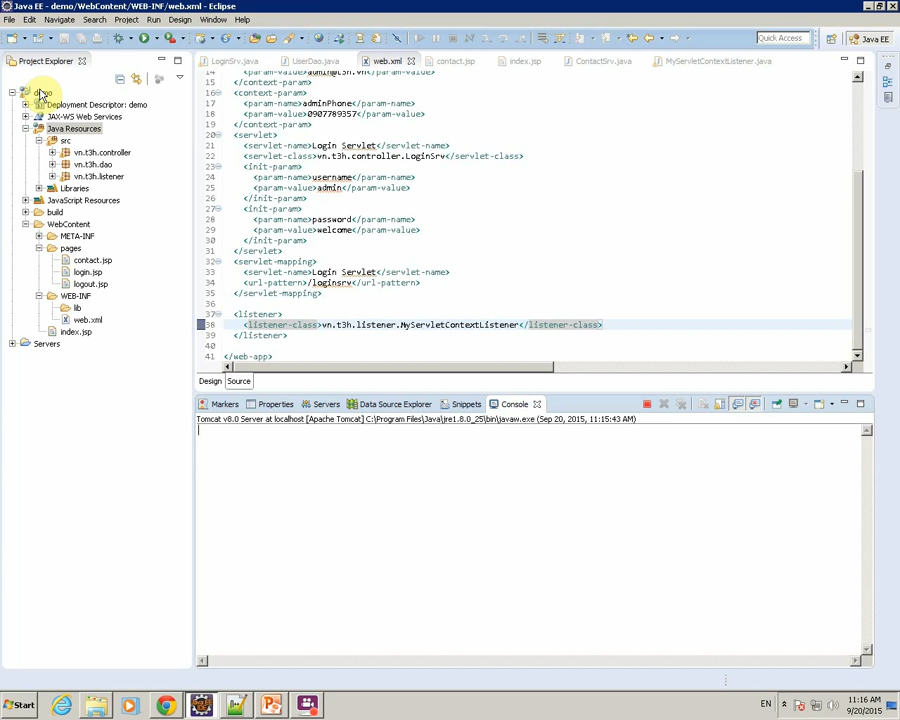 Java EE - demo/WebContent/WEB-INF/web.xml - Eclipse
File Edit Navigate Search Project Run Design Window Help
Quick Access
Java EE
Project Explorer
demo
Deployment Descriptor: demo
JAX-WS Web Services
Java Resources
src
vn.t3h.controller
vn.t3h.dao
vn.t3h.listener
Libraries
JavaScript Resources
build
WebContent
META-INF
pages
contact.jsp
login.jsp
logout.jsp
WEB-INF
lib
web.xml
index.jsp
Servers
LoginSrv.java UserDao.java web.xml contact.jsp index.jsp ContactSrv.java MyServletContextListener.java
14 <param-value>admin@t3h.vn</param-value>
15 </context-param>
16 <context-param>
17 <param-name>adminPhone</param-name>
18 <param-value>0907789357</param-value>
19 </context-param>
20 <servlet>
21 <servlet-name>Login Servlet</servlet-name>
22 <servlet-class>vn.t3h.controller.LoginSrv</servlet-class>
23 <init-param>
24 <param-name>username</param-name>
25 <param-value>admin</param-value>
26 </init-param>
27 <init-param>
28 <param-name>password</param-name>
29 <param-value>welcome</param-value>
30 </init-param>
31 </servlet>
32 <servlet-mapping>
33 <servlet-name>Login Servlet</servlet-name>
34 <url-pattern>/loginsrv</url-pattern>
35 </servlet-mapping>
36
37 <listener>
38 <listener-class>vn.t3h.listener.MyServletContextListener</listener-class>
39 </listener>
40
41 </web-app>
Design Source
Markers Properties Servers Data Source Explorer Snippets Console
Tomcat v8.0 Server at localhost [Apache Tomcat] C:\Program Files\Java\jre1.8.0_25\bin\javaw.exe (Sep 20, 2015, 11:15:43 AM)
Start
EN
11:16 AM
9/20/2015